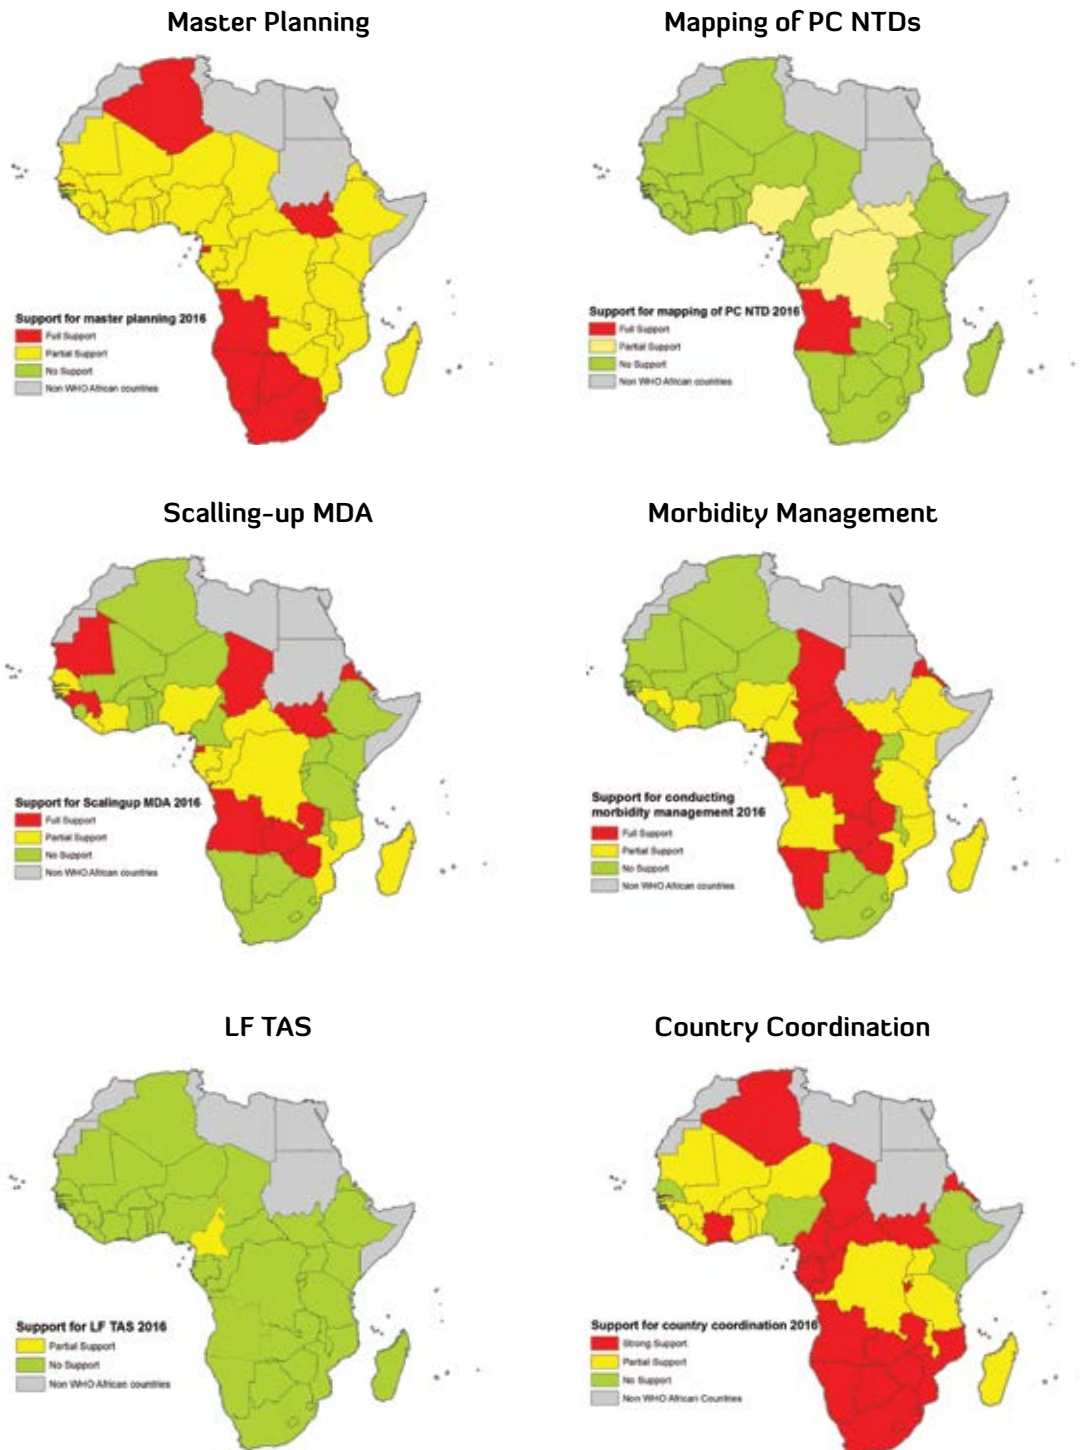 Master Planning
Support for master planning 2016
Full Support
Partial Support
No Support
Non WHO African countries
Mapping of PC NTDs
Support for mapping of PC NTD 2016
Full Support
Partial Support
No Support
Non WHO African countries
Scalling-up MDA
Support for Scalingup MDA 2016
Full Support
Partial Support
No Support
Non WHO African countries
Morbidity Management
Support for conducting
morbidity management 2016
Full Support
Partial Support
No Support
Non WHO African countries
LF TAS
Support for LF TAS 2016
Partial Support
No Support
Non WHO African countries
Country Coordination
Support for country coordination 2016
Strong Support
Partial Support
No Support
Non WHO African Countries